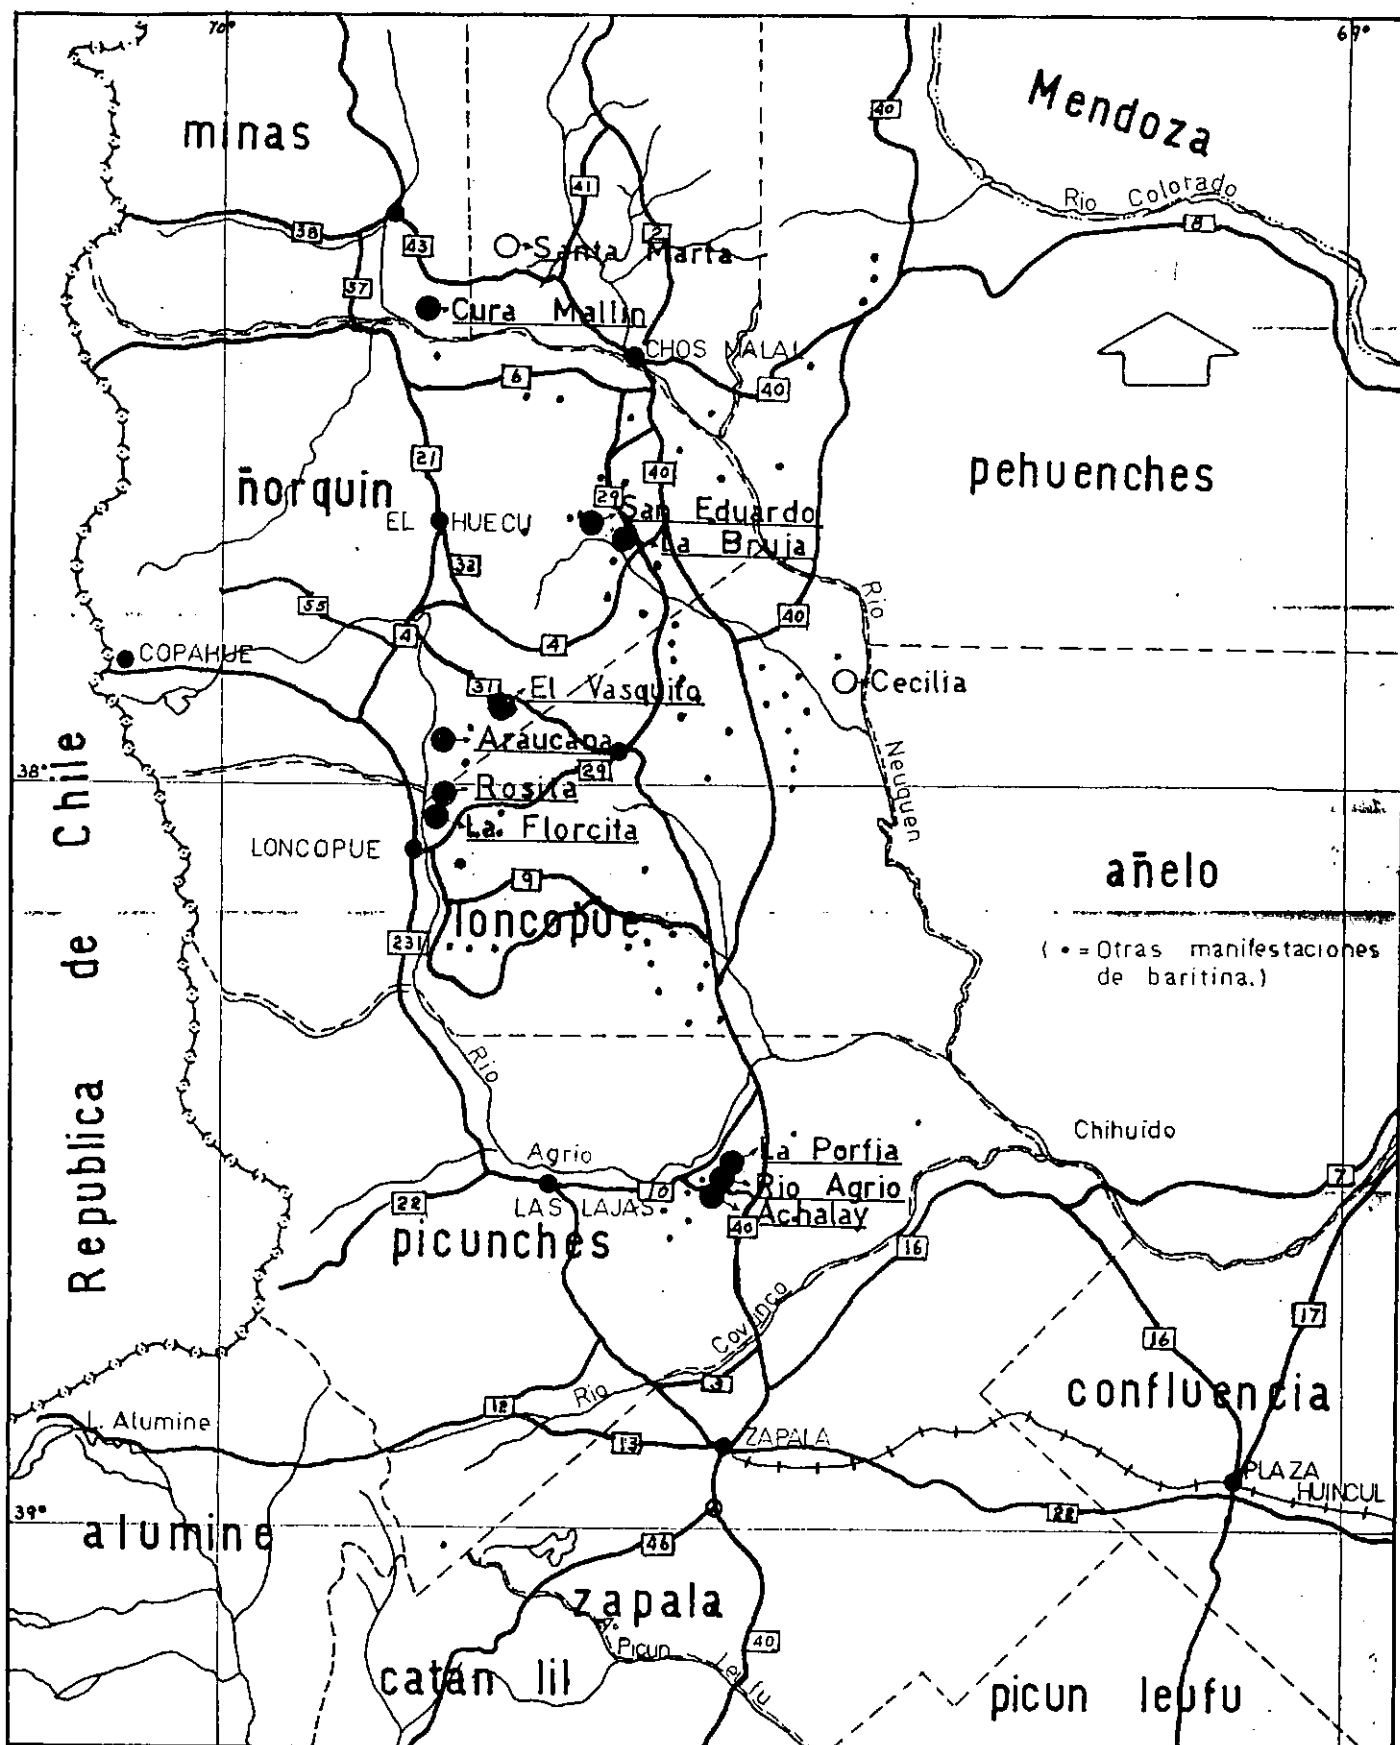 70°
69°
minas
Mendoza
40
41
Rio Colorado
38
43
2
8
Santa Marta
37
Cura Mallin
CHOS MALAL
6
40
21
40
ñorquin
pehuenches
29
San Eduardo
EL HUECU
La Bruja
32
55
4
4
40
Rio
COPAHUE
31
El Vasquito
Cecilia
Araucana
38°
29
Neuquen
Rosita
La Florcita
LONCOPUE
9
añelo
loncopue
231
( • = Otras manifestaciones
de baritina.)
Republica de Chile
Rio
Agrio
Chihuido
La Porfia
Rio Agrio
Achalay
10
7
22
LAS LAJAS
40
picunches
16
Covunco
17
16
3
Rio
confluencia
12
L. Alumine
13
ZAPALA
PLAZA
HUINCUL
39°
22
alumine
46
zapala
40
Picun
Leufu
catan lil
picun leufu